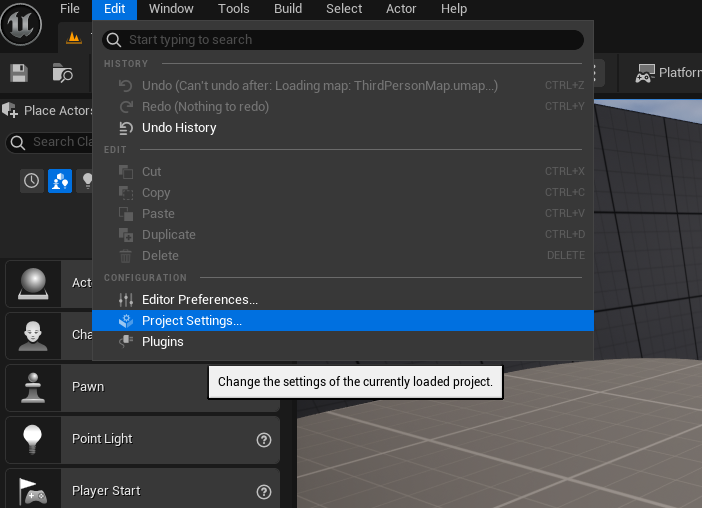 File Edit Window Tools Build Select Actor Help
Start typing to search
Platform
HISTORY
Undo (Can't undo after: Loading map: ThirdPersonMap.umap...) CTRL+Z
Redo (Nothing to redo) CTRL+Y
Place Actors
Undo History
Search Cla
EDIT
Cut CTRL+X
Copy CTRL+C
Paste CTRL+V
Duplicate CTRL+D
Delete DELETE
CONFIGURATION
Acto
Editor Preferences...
Project Settings...
Cha
Plugins
Change the settings of the currently loaded project.
Pawn
Point Light
Player Start